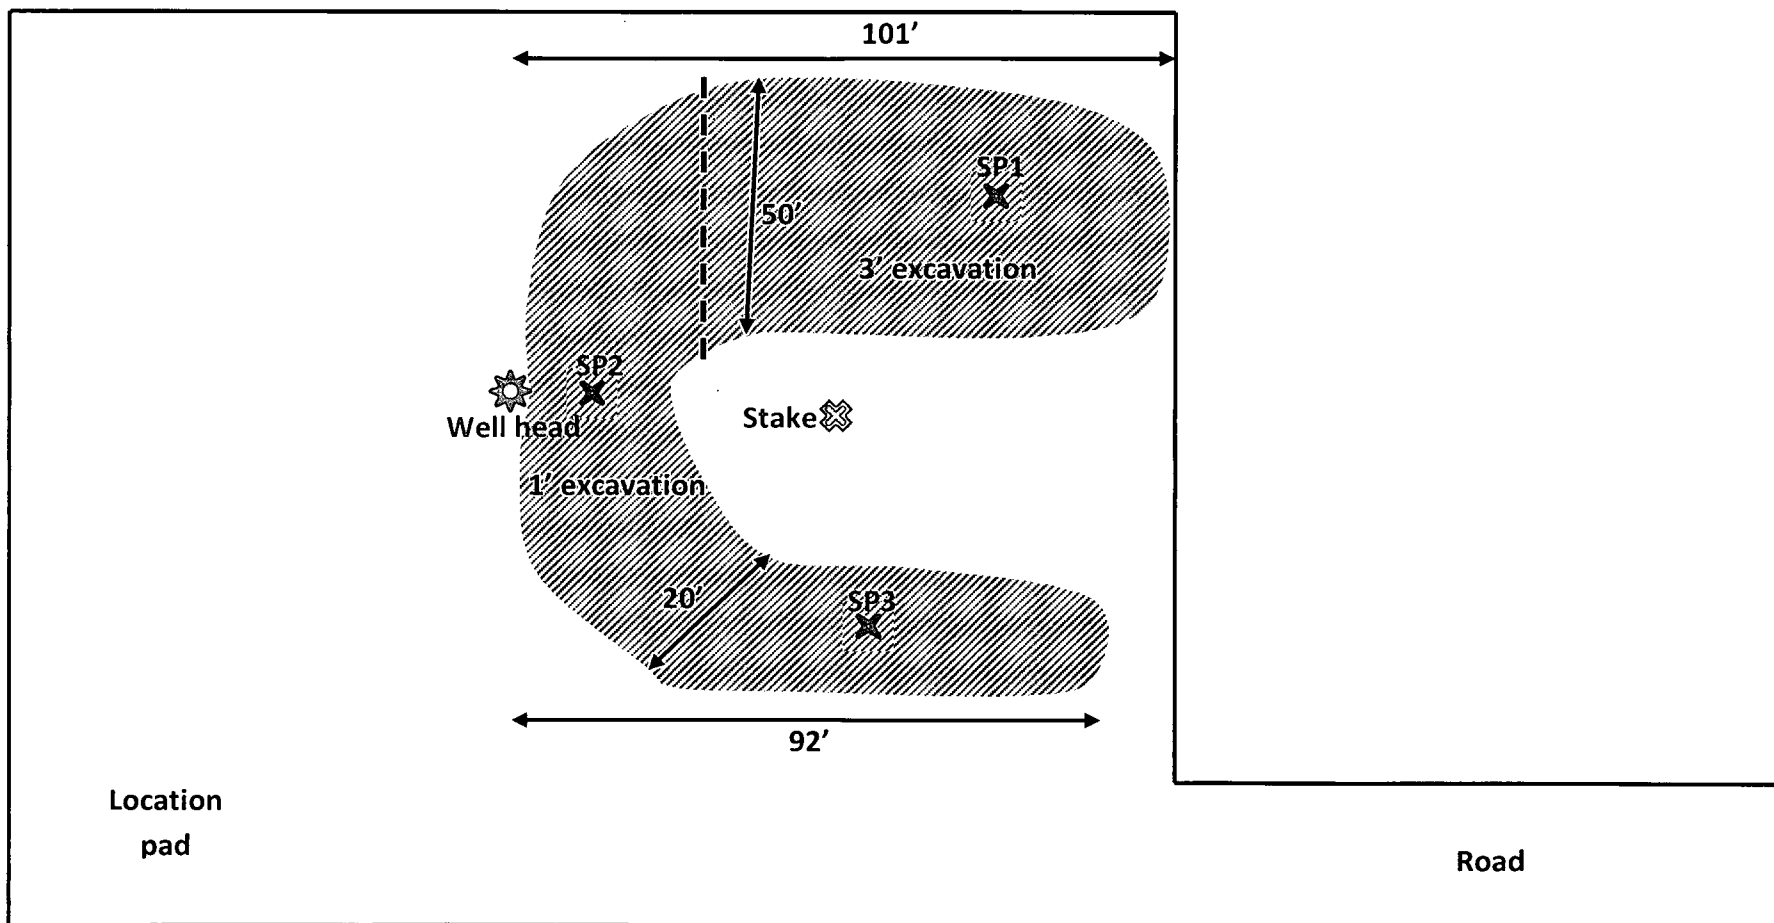 101’
SP1
50’
3’ excavation
SP2
Well head
Stake
1’ excavation
20’
SP3
92’
Location
pad
Road